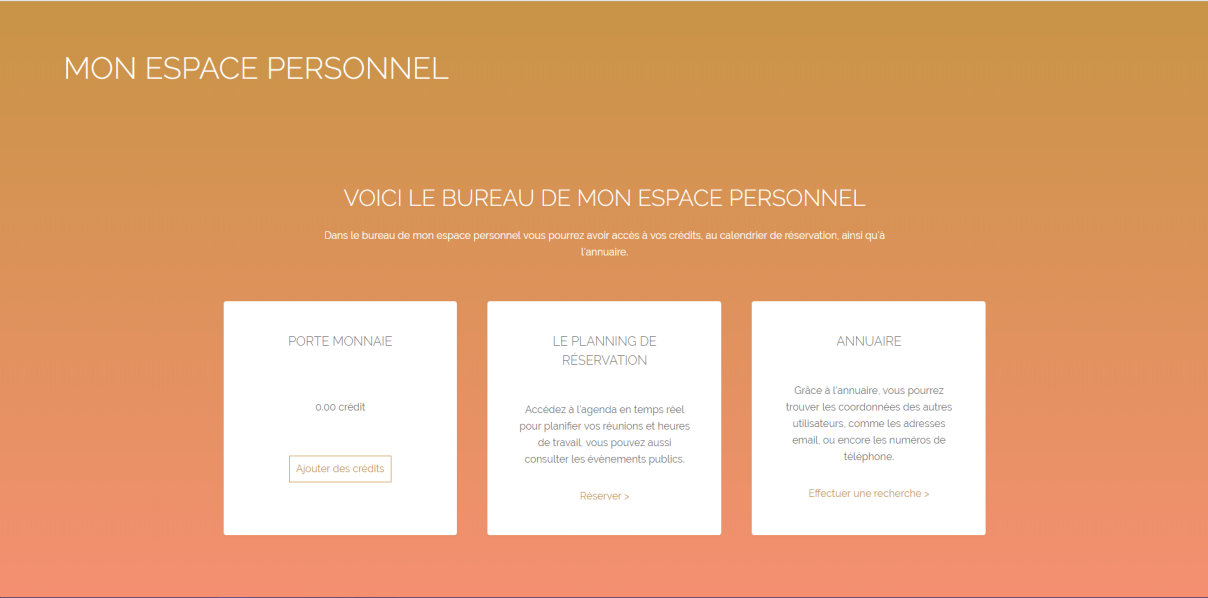 MON ESPACE PERSONNEL
VOICI LE BUREAU DE MON ESPACE PERSONNEL
Dans le bureau de mon espace personnel vous pourrez avoir accès à vos crédits, au calendrier de réservation, ainsi qu'à
l'annuaire.
PORTE MONNAIE
0.00 crédit
Ajouter des crédits
LE PLANNING DE
RÉSERVATION
Accédez à l'agenda en temps réel
pour planifier vos réunions et heures
de travail, vous pouvez aussi
consulter les évènements publics.
Réserver >
ANNUAIRE
Grâce à l'annuaire, vous pourrez
trouver les coordonnées des autres
utilisateurs, comme les adresses
email, ou encore les numéros de
téléphone.
Effectuer une recherche >